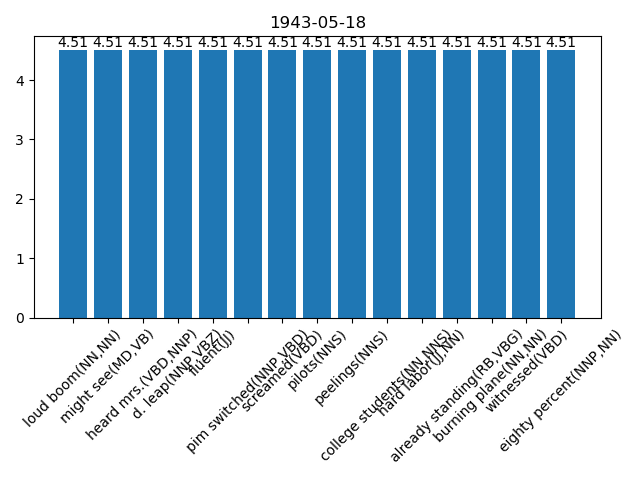 1943-05-18
4.51 4.51 4.51 4.51 4.51 4.51 4.51 4.51 4.51 4.51 4.51 4.51 4.51 4.51 4.51
4
3
2
1
0
loud boom(NN,NN)
might see(MD,VB)
heard mrs.(VBD,NNP)
d. leap(NNP,VBZ)
fluent(JJ)
pim switched(NNP,VBD)
screamed(VBD)
pilots(NNS)
peelings(NNS)
college students(NN,NNS)
hard labor(JJ,NN)
already standing(RB,VBG)
burning plane(NN,NN)
witnessed(VBD)
eighty percent(NNP,NN)